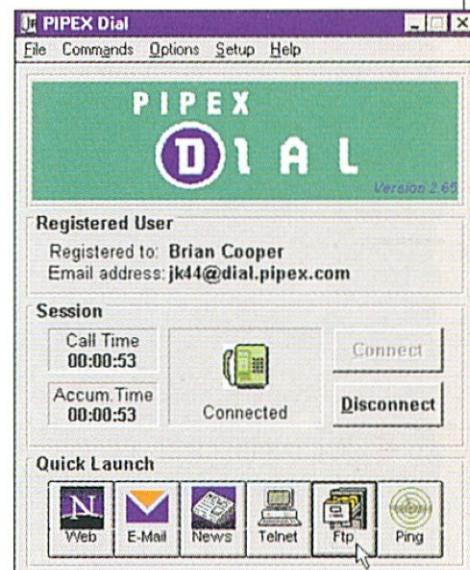 PIPEX Dial
File Commands Options Setup Help
PIPEX
DIAL
Version 2.65
Registered User
Registered to: Brian Cooper
Email address: jk44@dial.pipex.com
Session
Call Time
00:00:53
Connect
Accum.Time
00:00:53
Connected
Disconnect
Quick Launch
N
Web E-Mail News Telnet Ftp Ping